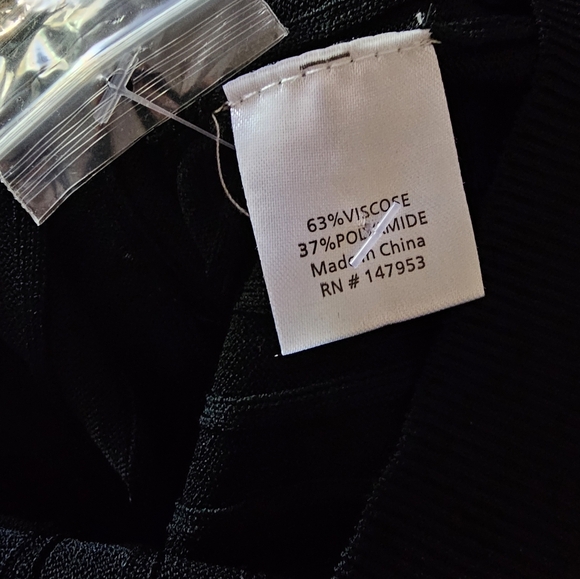 63%VISCOSE
37%POLYAMIDE
Made in China
RN # 147953